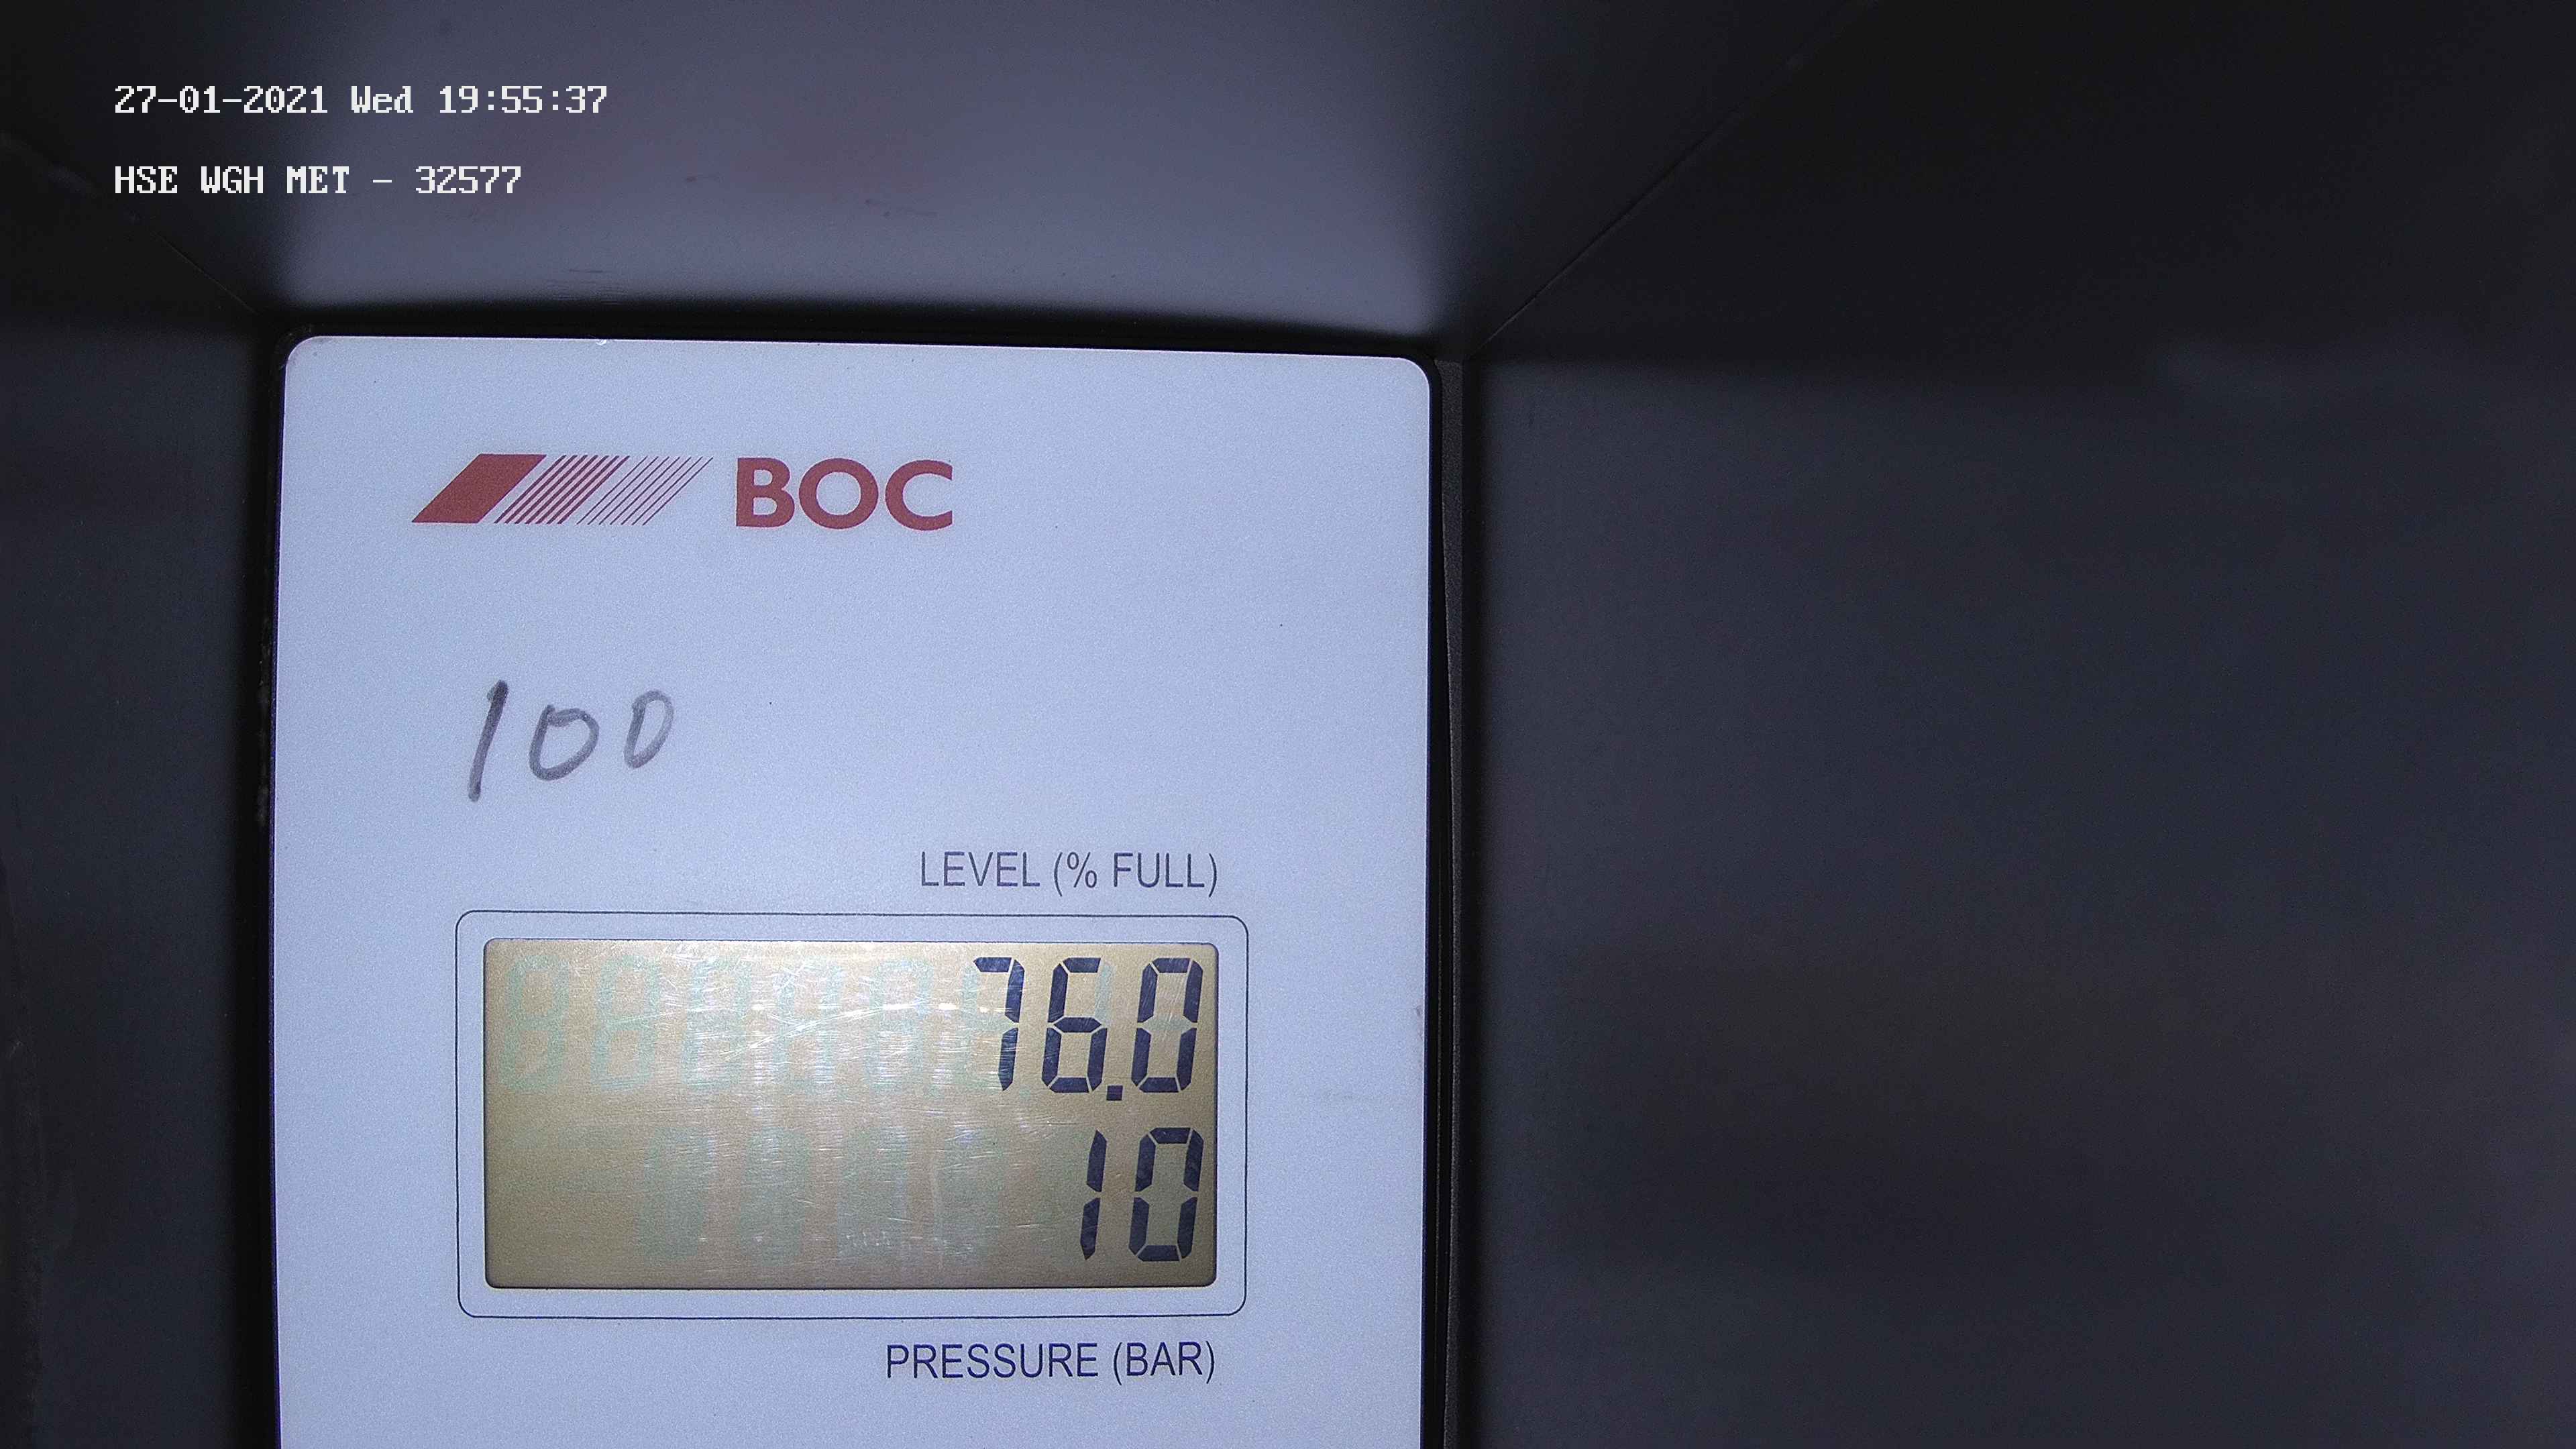 27-01-2021 Wed 19:55:37
HSE WGH MET - 32577
BOC
100
LEVEL (% FULL)
76.0
10
PRESSURE (BAR)